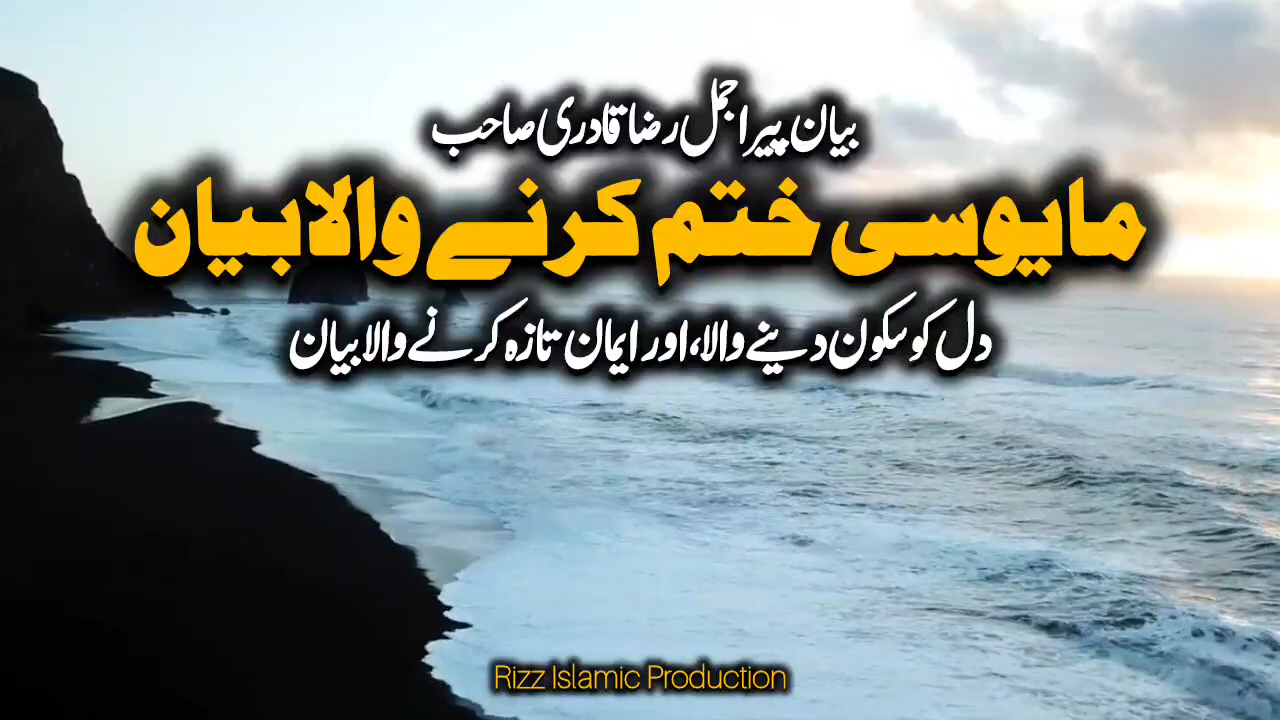 بیان پیر اجمل رضا قادری صاحب
مایوسی ختم کرنے والا بیان
دل کو سکون دینے والا، اور ایمان تازہ کرنے والا بیان
Rizz Islamic Production